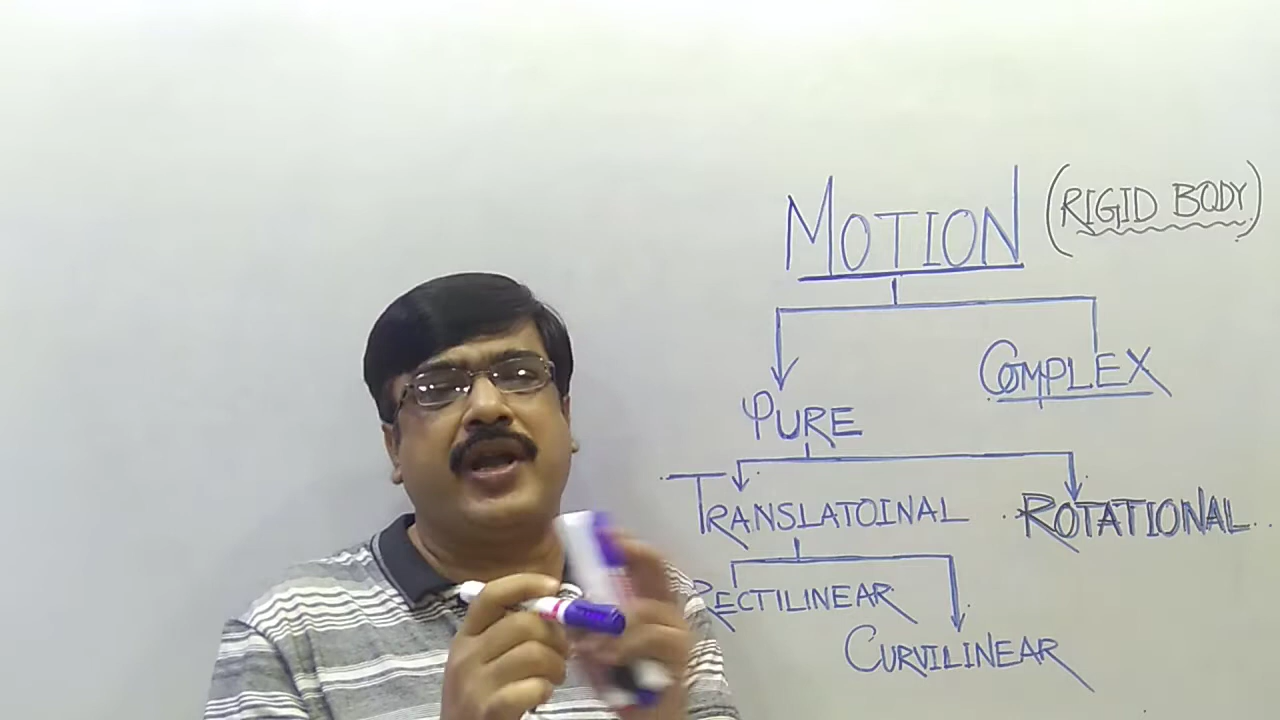 MOTION (RIGID BODY)
COMPLEX
PURE
TRANSLATOINAL ROTATIONAL
RECTILINEAR
CURVILINEAR